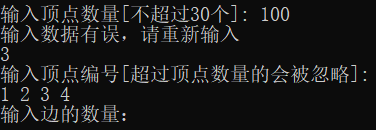 输入顶点数量[不超过30个]: 100
输入数据有误，请重新输入
3
输入顶点编号[超过顶点数量的会被忽略]:
1 2 3 4
输入边的数量：